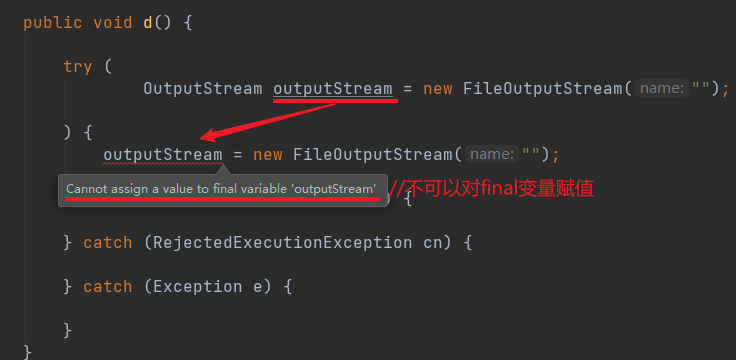 public void d() {
try (
OutputStream outputStream = new FileOutputStream( name: "");
) {
outputStream = new FileOutputStream( name: "");
Cannot assign a value to final variable 'outputStream' //不可以对final变量赋值
) {
} catch (RejectedExecutionException cn) {
} catch (Exception e) {
}
}